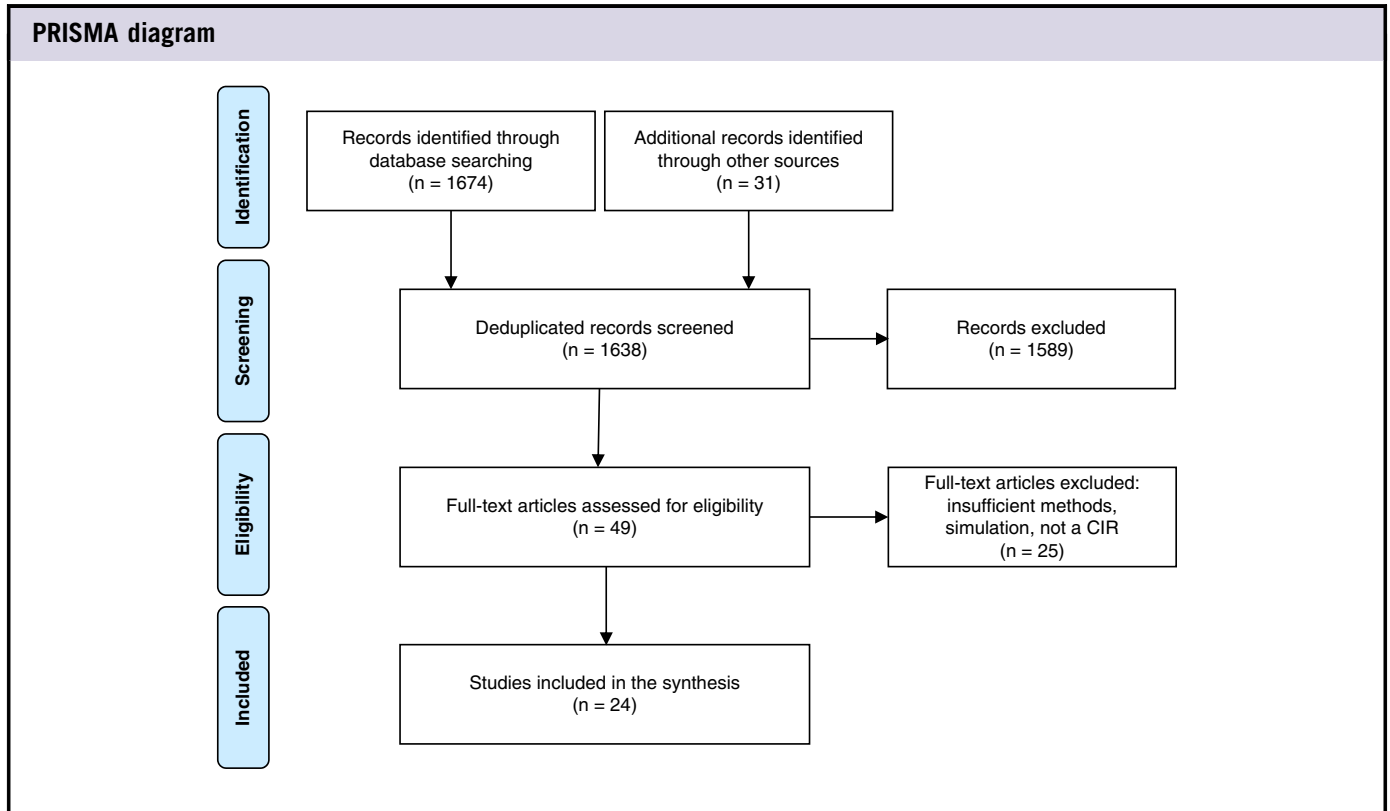 PRISMA diagram
Identification
Records identified through
database searching
(n = 1674)
Additional records identified
through other sources
(n = 31)
Screening
Deduplicated records screened
(n = 1638)
Records excluded
(n = 1589)
Eligibility
Full-text articles assessed for eligibility
(n = 49)
Full-text articles excluded:
insufficient methods,
simulation, not a CIR
(n = 25)
Included
Studies included in the synthesis
(n = 24)